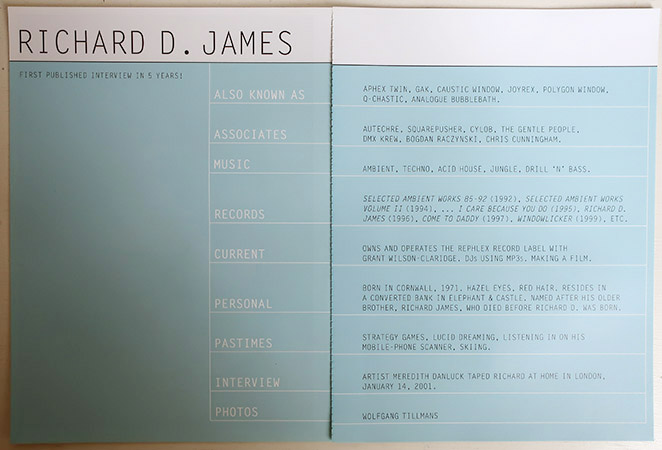 RICHARD D. JAMES
FIRST PUBLISHED INTERVIEW IN 5 YEARS!
ALSO KNOWN AS
APHEX TWIN, GAK, CAUSTIC WINDOW, JOYREX, POLYGON WINDOW,
Q-CHASTIC, ANALOGUE BUBBLEBATH.
ASSOCIATES
AUTECHRE, SQUAREPUSHER, CYLOB, THE GENTLE PEOPLE,
DMX KREW, BOGDAN RACZYNSKI, CHRIS CUNNINGHAM.
MUSIC
AMBIENT, TECHNO, ACID HOUSE, JUNGLE, DRILL 'N' BASS.
RECORDS
SELECTED AMBIENT WORKS 85-92 (1992), SELECTED AMBIENT WORKS
VOLUME II (1994), ... I CARE BECAUSE YOU DO (1995), RICHARD D.
JAMES (1996), COME TO DADDY (1997), WINDOWLICKER (1999), ETC.
CURRENT
OWNS AND OPERATES THE REPHLEX RECORD LABEL WITH
GRANT WILSON-CLARIDGE. DJs USING MP3s. MAKING A FILM.
PERSONAL
BORN IN CORNWALL, 1971. HAZEL EYES, RED HAIR. RESIDES IN
A CONVERTED BANK IN ELEPHANT & CASTLE. NAMED AFTER HIS OLDER
BROTHER, RICHARD JAMES, WHO DIED BEFORE RICHARD D. WAS BORN.
PASTIMES
STRATEGY GAMES, LUCID DREAMING, LISTENING IN ON HIS
MOBILE-PHONE SCANNER, SKIING.
INTERVIEW
ARTIST MEREDITH DANLUCK TAPED RICHARD AT HOME IN LONDON,
JANUARY 14, 2001.
PHOTOS
WOLFGANG TILLMANS